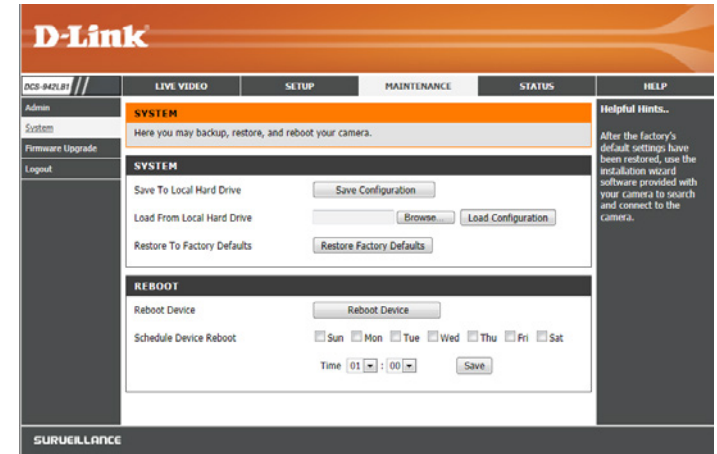 D-Link
DCS-942LB1 //
LIVE VIDEO SETUP MAINTENANCE STATUS HELP
Admin
System
Firmware Upgrade
Logout
SYSTEM
Here you may backup, restore, and reboot your camera.
SYSTEM
Save To Local Hard Drive Save Configuration
Load From Local Hard Drive Browse... Load Configuration
Restore To Factory Defaults Restore Factory Defaults
REBOOT
Reboot Device Reboot Device
Schedule Device Reboot Sun Mon Tue Wed Thu Fri Sat
Time 01 : 00 Save
Helpful Hints..
After the factory's
default settings have
been restored, use the
installation wizard
software provided with
your camera to search
and connect to the
camera.
SURVEILLANCE